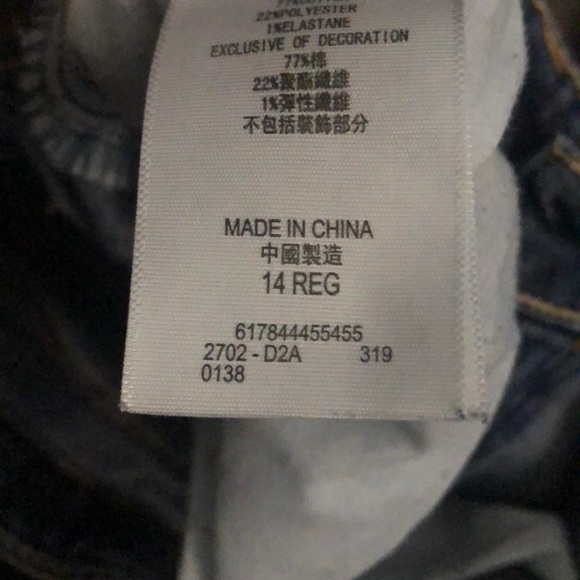 77%COTTON
22%POLYESTER
1%ELASTANE
EXCLUSIVE OF DECORATION
77%棉
22%聚酯纖維
1%彈性纖維
不包括裝飾部分
MADE IN CHINA
中國製造
14 REG
617844455455
2702 - D2A 319
0138